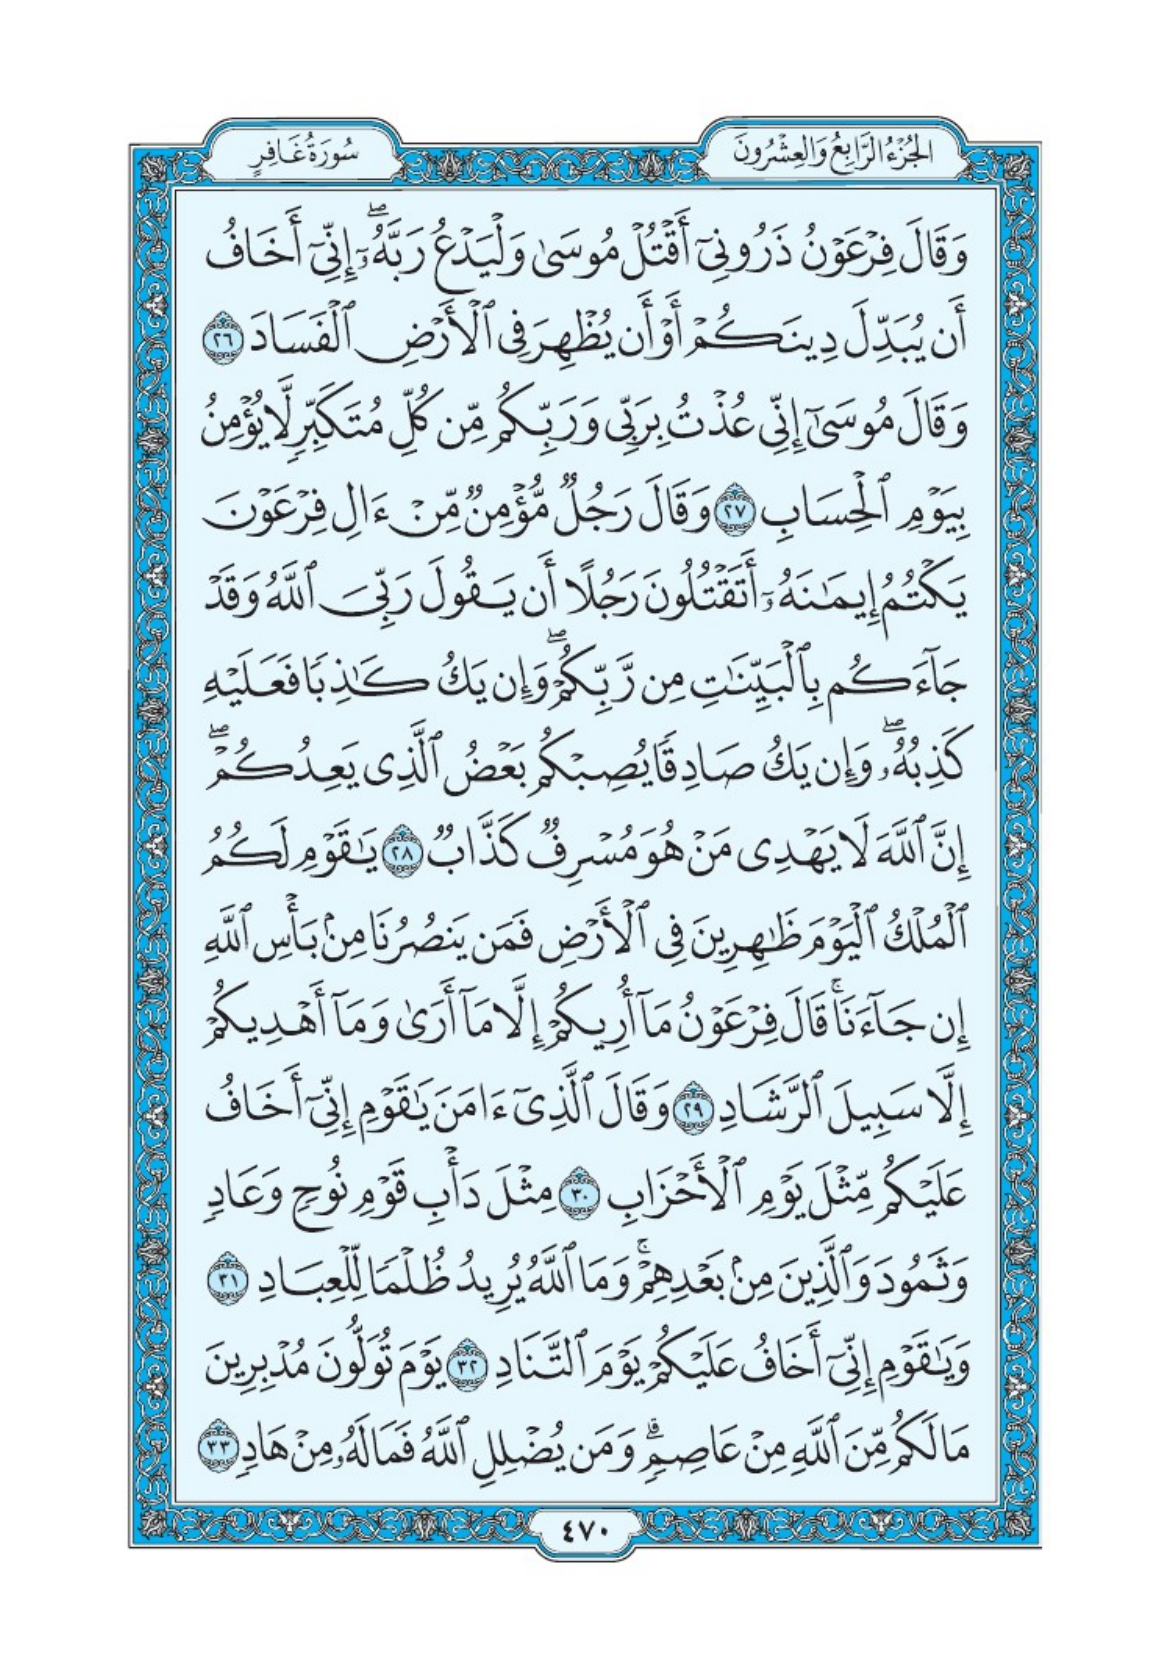 الجُزْءُ الرَّابِعُ وَالعِشْرُونَ
سُورَةُ غَافِرٍ
وَقَالَ فِرْعَوْنُ ذَرُونِىٓ أَقْتُلْ مُوسَىٰ وَلْيَدْعُ رَبَّهُۥٓۖ إِنِّىٓ أَخَافُ
أَن يُبَدِّلَ دِينَكُمْ أَوْ أَن يُظْهِرَ فِى ٱلْأَرْضِ ٱلْفَسَادَ ٢٦
وَقَالَ مُوسَىٰٓ إِنِّى عُذْتُ بِرَبِّى وَرَبِّكُم مِّن كُلِّ مُتَكَبِّرٍ لَّا يُؤْمِنُ
بِيَوْمِ ٱلْحِسَابِ ٢٧ وَقَالَ رَجُلٌ مُّؤْمِنٌ مِّنْ ءَالِ فِرْعَوْنَ
يَكْتُمُ إِيمَـٰنَهُۥٓ أَتَقْتُلُونَ رَجُلًا أَن يَقُولَ رَبِّىَ ٱللَّهُ وَقَدْ
جَآءَكُم بِٱلْبَيِّنَـٰتِ مِن رَّبِّكُمْۖ وَإِن يَكُ كَـٰذِبًا فَعَلَيْهِ
كَذِبُهُۥۖ وَإِن يَكُ صَادِقًا يُصِبْكُم بَعْضُ ٱلَّذِى يَعِدُكُمْۖ
إِنَّ ٱللَّهَ لَا يَهْدِى مَنْ هُوَ مُسْرِفٌ كَذَّابٌ ٢٨ يَـٰقَوْمِ لَكُمُ
ٱلْمُلْكُ ٱلْيَوْمَ ظَـٰهِرِينَ فِى ٱلْأَرْضِ فَمَن يَنصُرُنَا مِنۢ بَأْسِ ٱللَّهِ
إِن جَآءَنَاۚ قَالَ فِرْعَوْنُ مَآ أُرِيكُمْ إِلَّا مَآ أَرَىٰ وَمَآ أَهْدِيكُمْ
إِلَّا سَبِيلَ ٱلرَّشَادِ ٢٩ وَقَالَ ٱلَّذِىٓ ءَامَنَ يَـٰقَوْمِ إِنِّىٓ أَخَافُ
عَلَيْكُم مِّثْلَ يَوْمِ ٱلْأَحْزَابِ ٣٠ مِثْلَ دَأْبِ قَوْمِ نُوحٍ وَعَادٍ
وَثَمُودَ وَٱلَّذِينَ مِنۢ بَعْدِهِمْۚ وَمَا ٱللَّهُ يُرِيدُ ظُلْمًا لِّلْعِبَادِ ٣١
وَيَـٰقَوْمِ إِنِّىٓ أَخَافُ عَلَيْكُمْ يَوْمَ ٱلتَّنَادِ ٣٢ يَوْمَ تُوَلُّونَ مُدْبِرِينَ
مَا لَكُم مِّنَ ٱللَّهِ مِنْ عَاصِمٍۗ وَمَن يُضْلِلِ ٱللَّهُ فَمَا لَهُۥ مِنْ هَادٍ ٣٣
٤٧٠